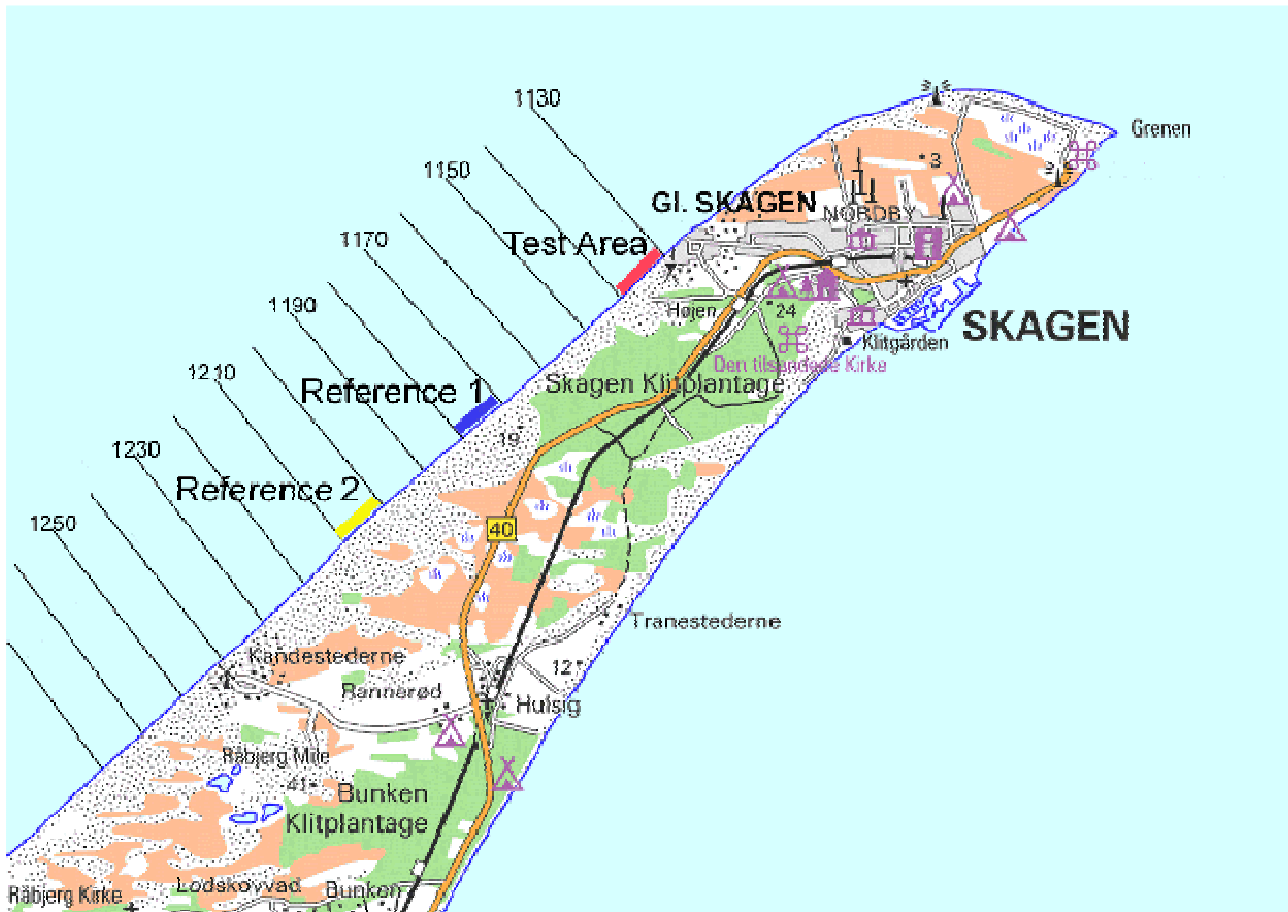 1130
Grenen
1150
3
Gl. SKAGEN
NORDBY
1170
Test Area
1190
Højen
24
SKAGEN
Klitgården
Den tilsandede Kirke
1210
Reference 1
Skagen Klitplantage
19
1230
Reference 2
1250
40
Tranestederne
Kandestederne
12
Rannerød
Hulsig
Råbjerg Mile
41
Bunken
Klitplantage
Råbjerg Kirke
Lodskovvad
Bunken